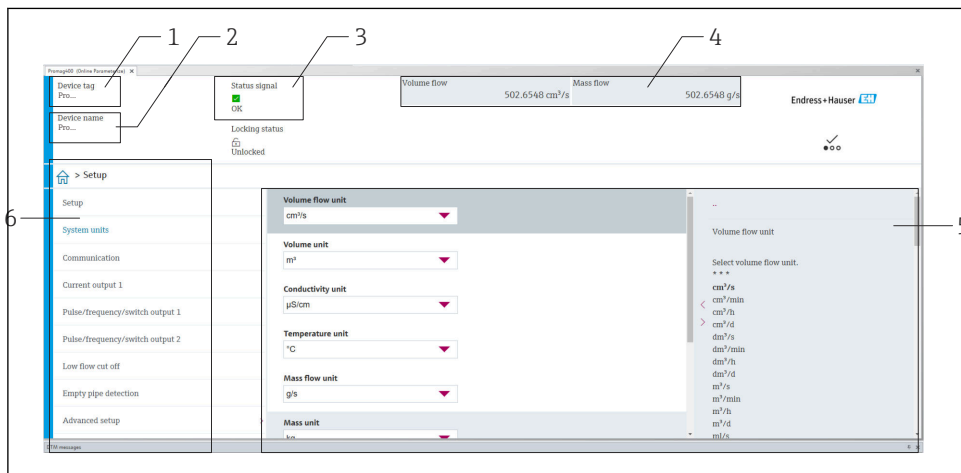 1 2 3 4
Promag400 (Online Parameterize) x
Device tag
Pro...
Status signal
OK
Volume flow
502.6548 cm³/s
Mass flow
502.6548 g/s
Endress+Hauser EH
Device name
Pro...
Locking status
Unlocked
> Setup
6
5
Setup
System units
Communication
Current output 1
Pulse/frequency/switch output 1
Pulse/frequency/switch output 2
Low flow cut off
Empty pipe detection
Advanced setup
Volume flow unit
cm³/s
Volume unit
m³
Conductivity unit
µS/cm
Temperature unit
°C
Mass flow unit
g/s
Mass unit
kg
..
Volume flow unit
Select volume flow unit.
* * *
cm³/s
cm³/min
cm³/h
cm³/d
dm³/s
dm³/min
dm³/h
dm³/d
m³/s
m³/min
m³/h
m³/d
ml/s
DTM messages